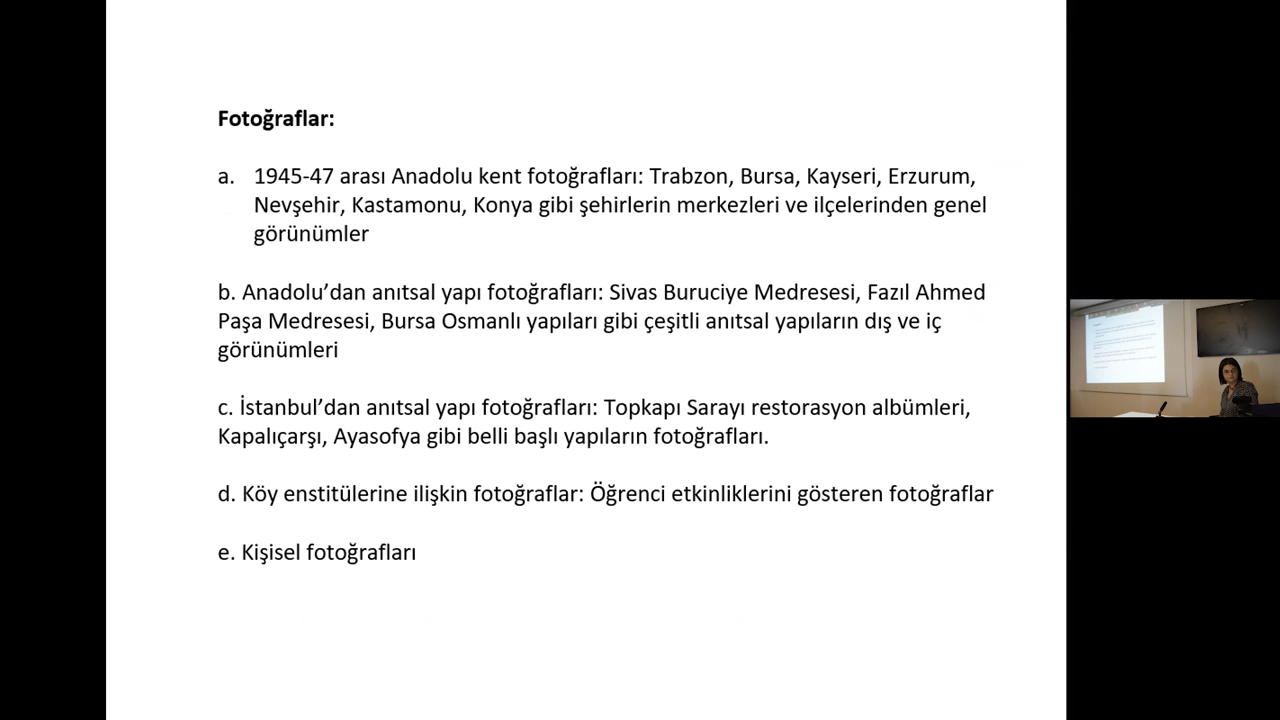 Fotoğraflar:
a. 1945-47 arası Anadolu kent fotoğrafları: Trabzon, Bursa, Kayseri, Erzurum,
Nevşehir, Kastamonu, Konya gibi şehirlerin merkezleri ve ilçelerinden genel
görünümler
b. Anadolu’dan anıtsal yapı fotoğrafları: Sivas Buruciye Medresesi, Fazıl Ahmed
Paşa Medresesi, Bursa Osmanlı yapıları gibi çeşitli anıtsal yapıların dış ve iç
görünümleri
c. İstanbul’dan anıtsal yapı fotoğrafları: Topkapı Sarayı restorasyon albümleri,
Kapalıçarşı, Ayasofya gibi belli başlı yapıların fotoğrafları.
d. Köy enstitülerine ilişkin fotoğraflar: Öğrenci etkinliklerini gösteren fotoğraflar
e. Kişisel fotoğrafları